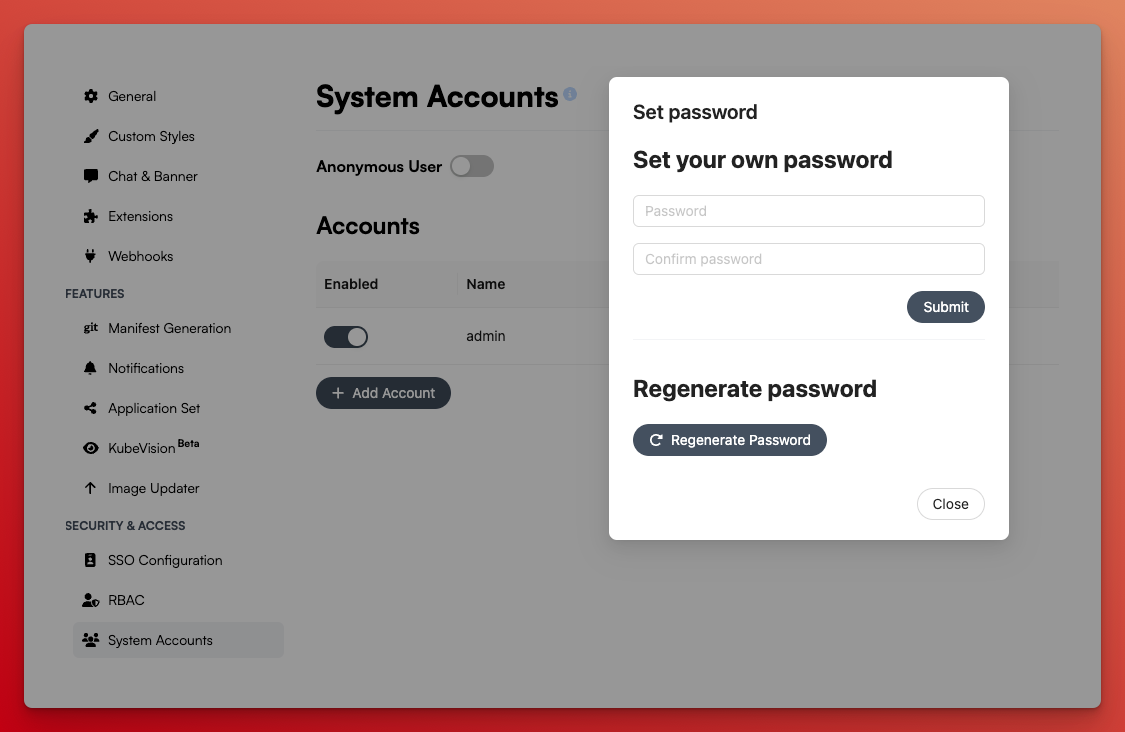 General
Custom Styles
Chat & Banner
Extensions
Webhooks
FEATURES
git Manifest Generation
Notifications
Application Set
KubeVision Beta
Image Updater
SECURITY & ACCESS
SSO Configuration
RBAC
System Accounts
System Accounts
Anonymous User
Accounts
Enabled Name
admin
+ Add Account
Set password
Set your own password
Password
Confirm password
Submit
Regenerate password
Regenerate Password
Close